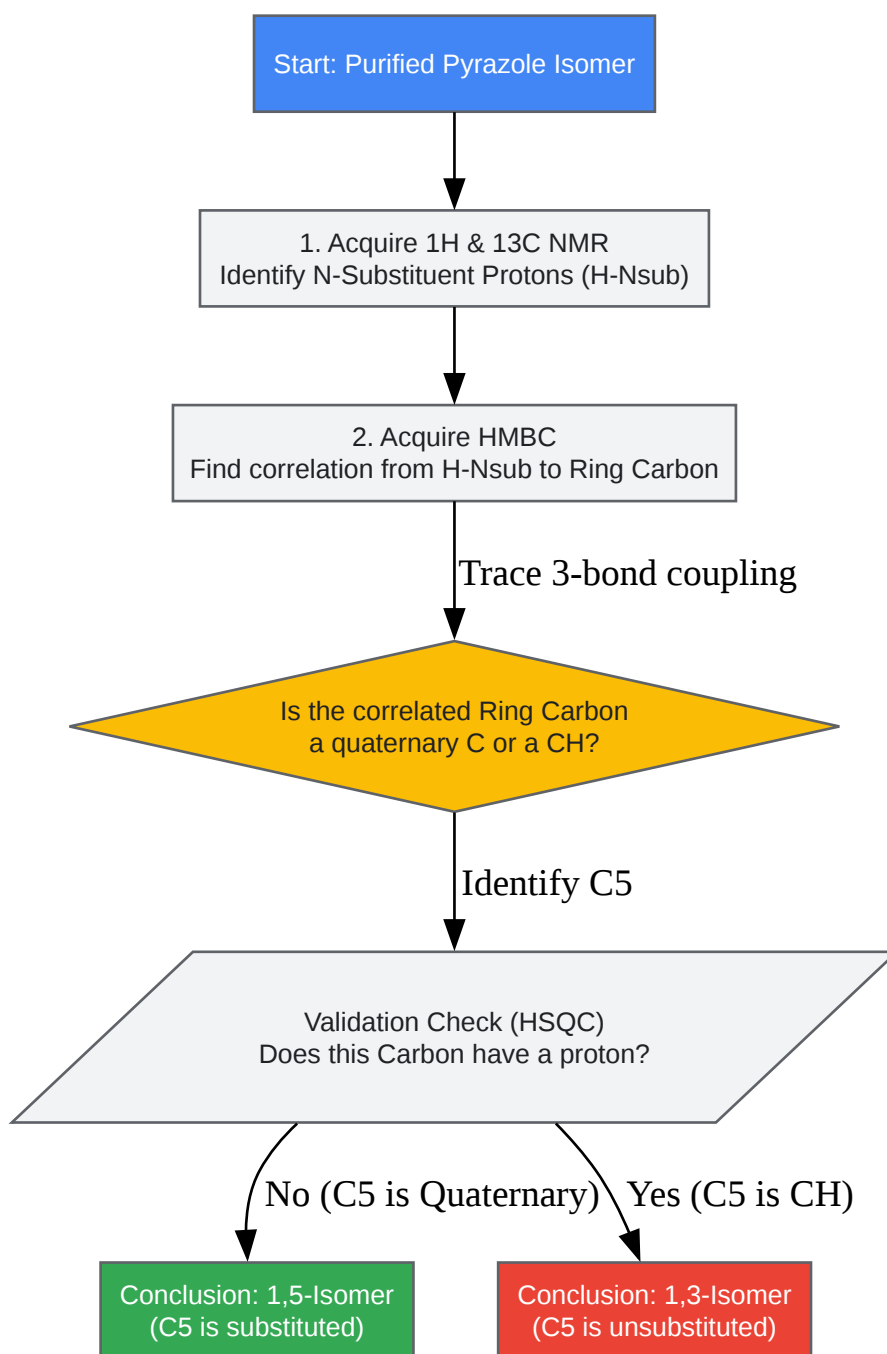 Start: Purified Pyrazole Isomer
1. Acquire 1H & 13C NMR
Identify N-Substituent Protons (H-Nsub)
2. Acquire HMBC
Find correlation from H-Nsub to Ring Carbon
Trace 3-bond coupling
Is the correlated Ring Carbon
a quaternary C or a CH?
Identify C5
Validation Check (HSQC)
Does this Carbon have a proton?
No (C5 is Quaternary)
Yes (C5 is CH)
Conclusion: 1,5-Isomer
(C5 is substituted)
Conclusion: 1,3-Isomer
(C5 is unsubstituted)